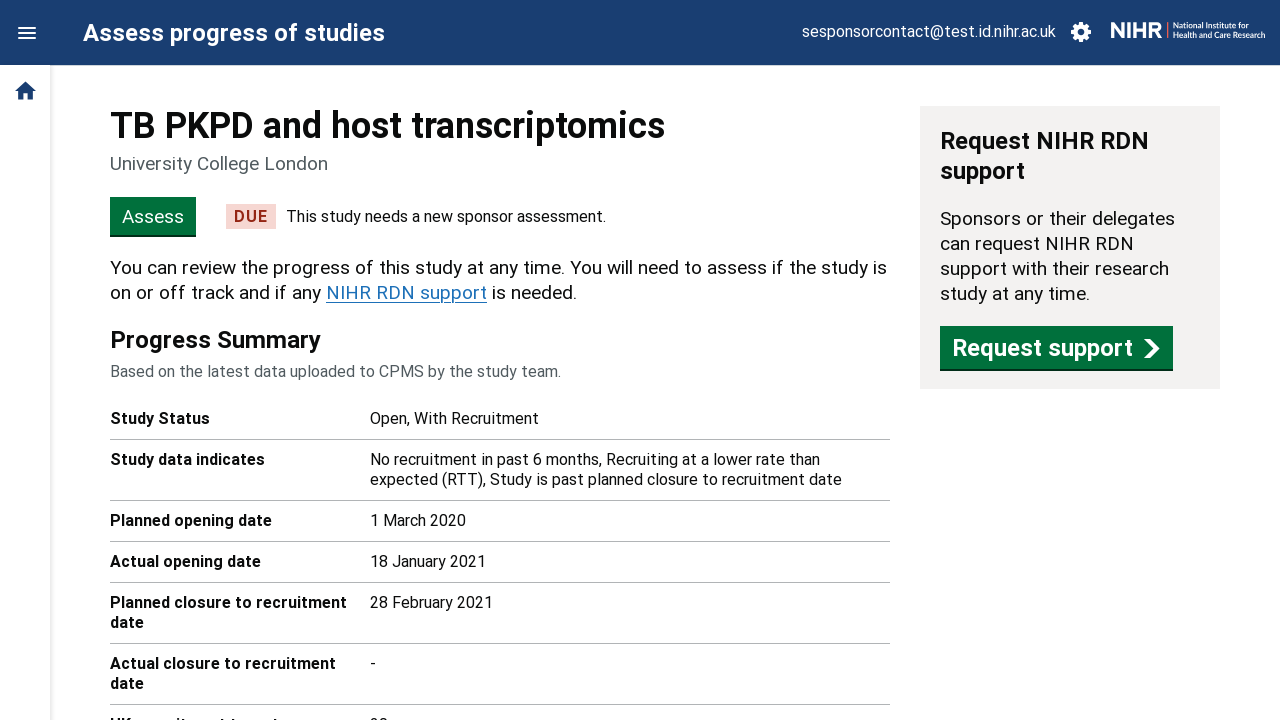 Assess progress of studies
sesponsorcontact@test.id.nihr.ac.uk
NIHR
National Institute for
Health and Care Research
TB PKPD and host transcriptomics
University College London
Assess
DUE
This study needs a new sponsor assessment.
You can review the progress of this study at any time. You will need to assess if the study is
on or off track and if any NIHR RDN support is needed.
Progress Summary
Based on the latest data uploaded to CPMS by the study team.
Study Status
Open, With Recruitment
Study data indicates
No recruitment in past 6 months, Recruiting at a lower rate than
expected (RTT), Study is past planned closure to recruitment date
Planned opening date
1 March 2020
Actual opening date
18 January 2021
Planned closure to recruitment
date
28 February 2021
Actual closure to recruitment
date
-
Request NIHR RDN
support
Sponsors or their delegates
can request NIHR RDN
support with their research
study at any time.
Request support